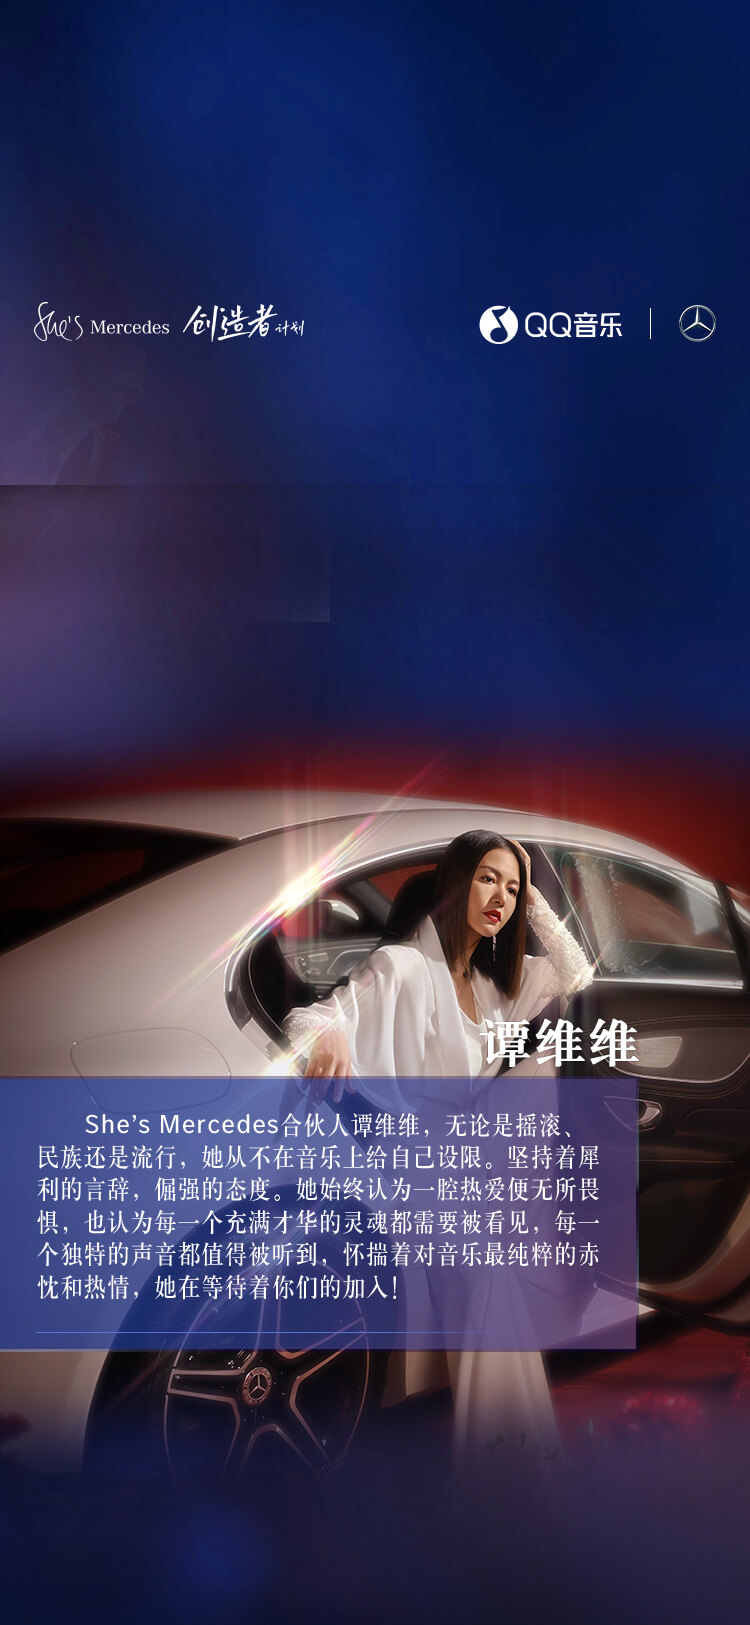 She's Mercedes 创造者计划
QQ音乐
谭维维
She’s Mercedes合伙人谭维维，无论是摇滚、
民族还是流行，她从不在音乐上给自己设限。坚持着犀
利的言辞，倔强的态度。她始终认为一腔热爱便无所畏
惧，也认为每一个充满才华的灵魂都需要被看见，每一
个独特的声音都值得被听到，怀揣着对音乐最纯粹的赤
忱和热情，她在等待着你们的加入！